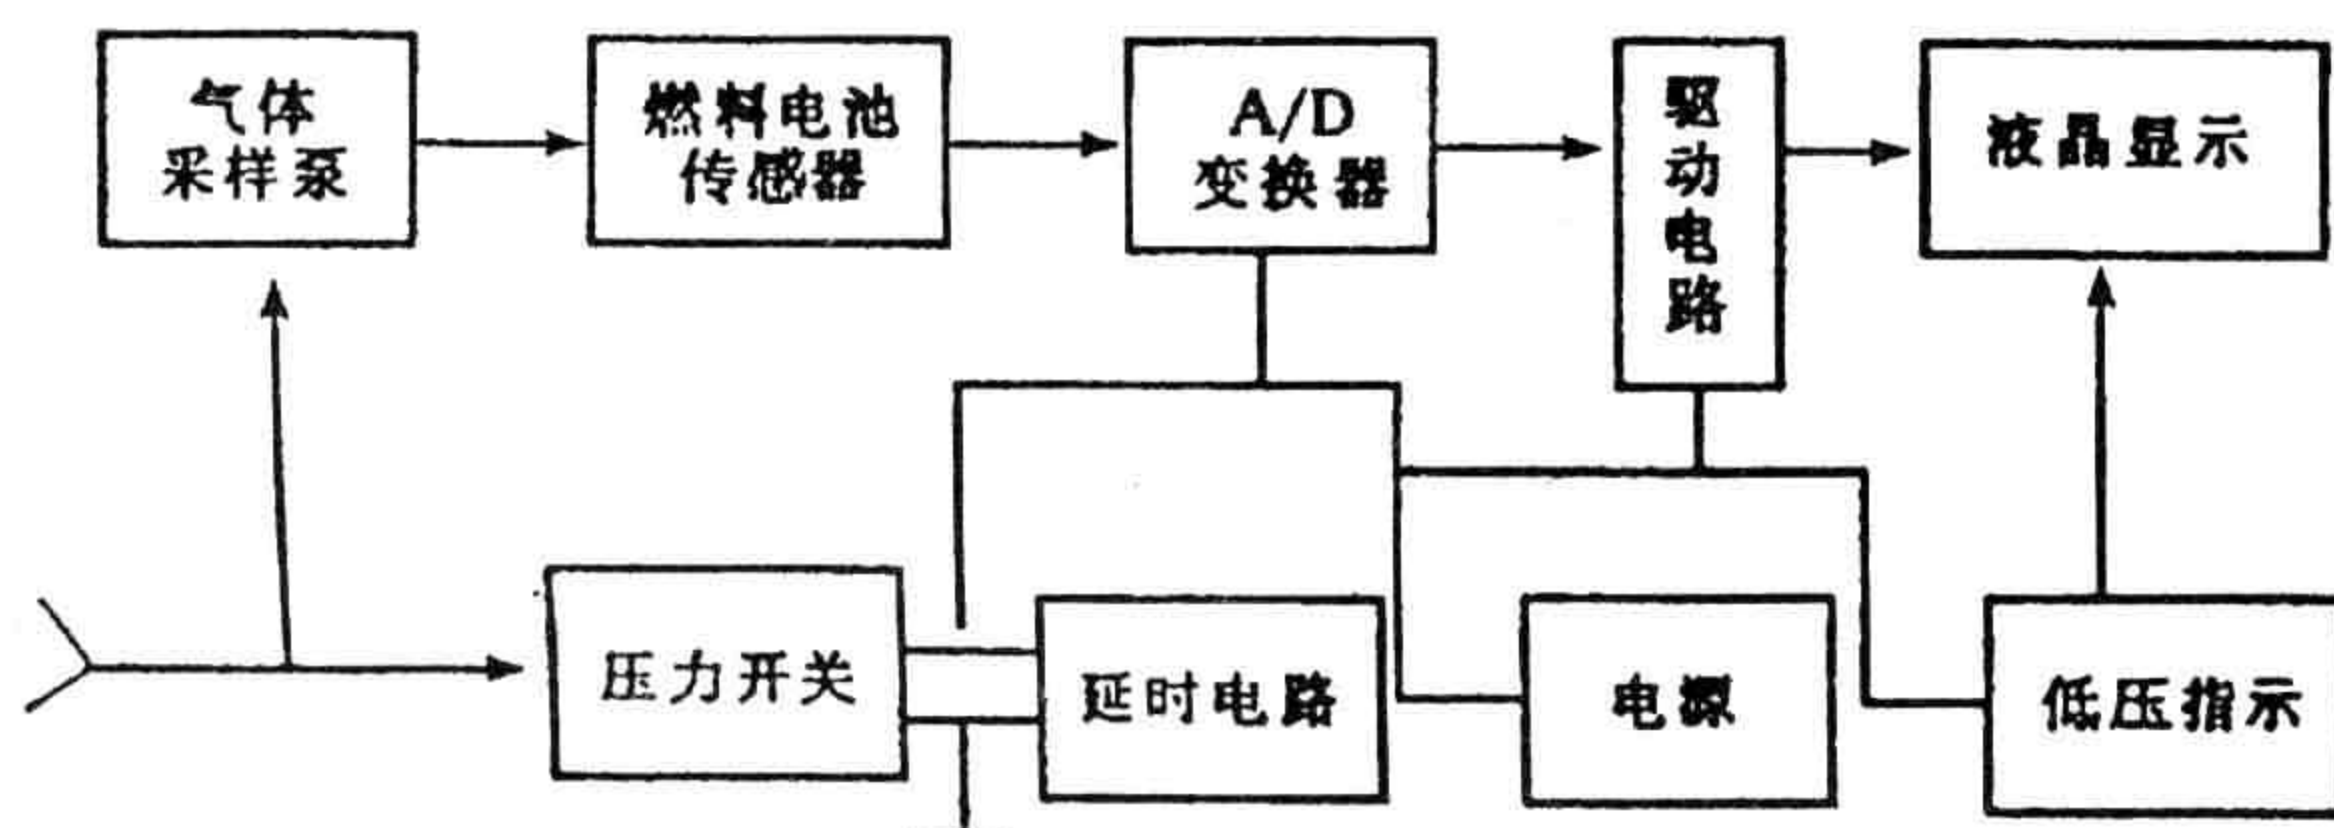 气体
采样泵
燃料电池
传感器
A/D
变换器
驱动电路
液晶显示
压力开关
延时电路
电源
低压指示